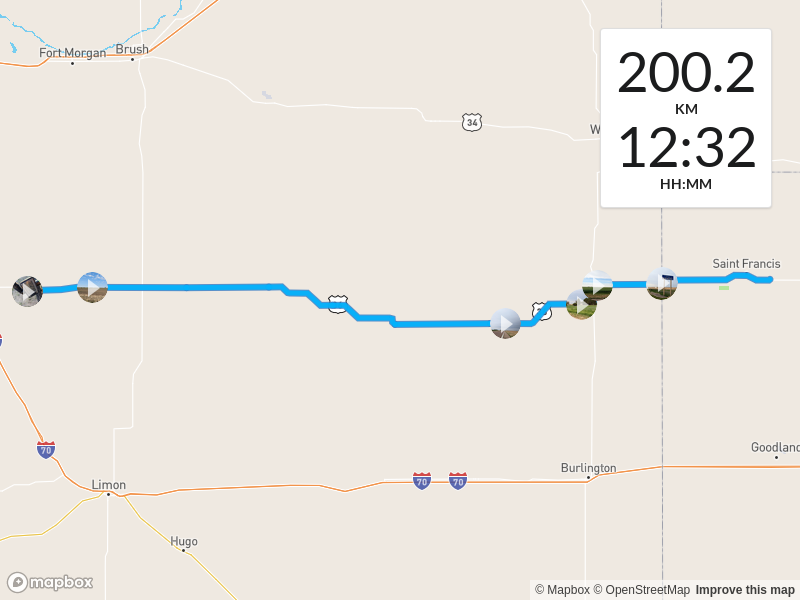 Fort Morgan
Brush
200.2
KM
12:32
HH:MM
34
W
Saint Francis
70
Limon
Hugo
70
70
Burlington
Goodland
mapbox
© Mapbox © OpenStreetMap Improve this map